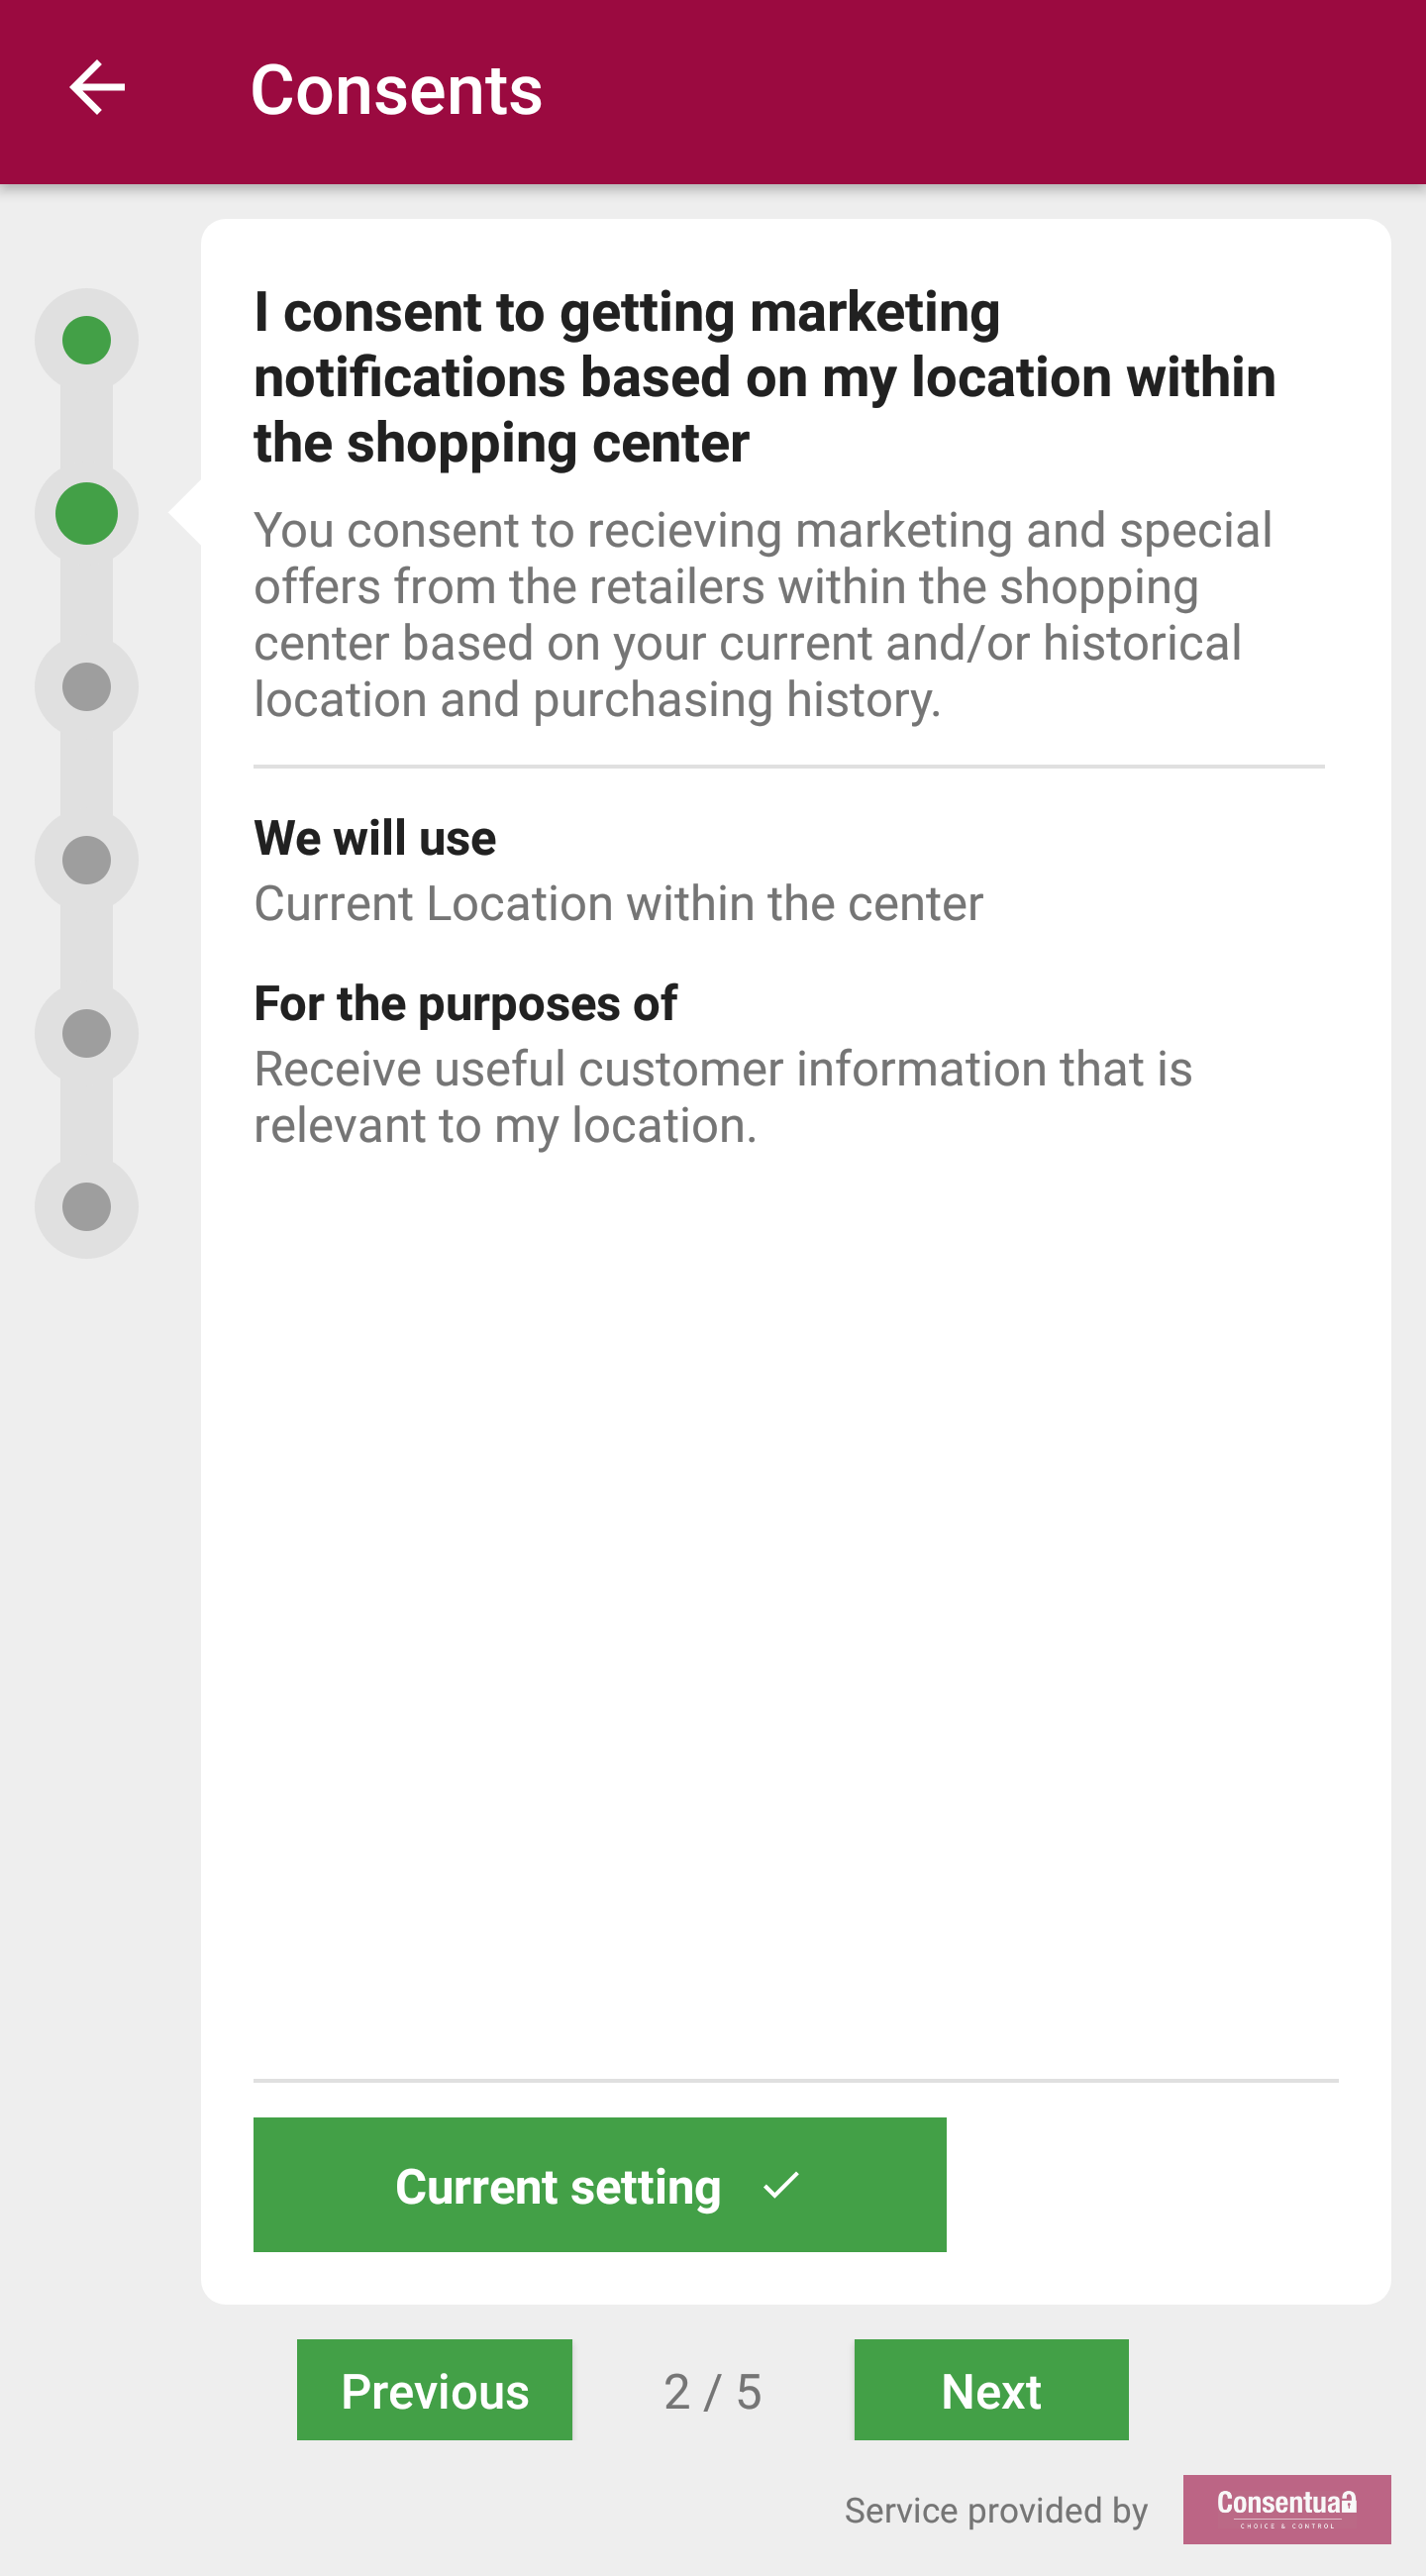 Consents
I consent to getting marketing
notifications based on my location within
the shopping center
You consent to recieving marketing and special
offers from the retailers within the shopping
center based on your current and/or historical
location and purchasing history.
We will use
Current Location within the center
For the purposes of
Receive useful customer information that is
relevant to my location.
Current setting
Previous
2 / 5
Next
Service provided by
Consentua
CHOICE & CONTROL